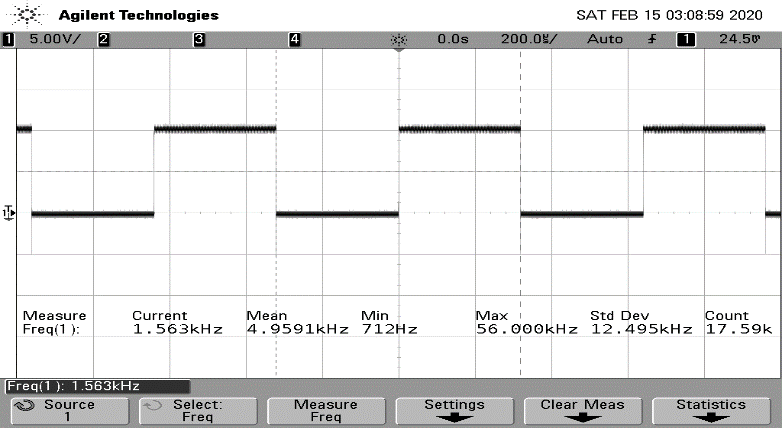 Agilent Technologies SAT FEB 15 03:08:59 2020
1 5.00V/ 2 3 4 0.0s 200.0㎲/ Auto 1 24.5㎷
Measure Current Mean Min Max Std Dev Count
Freq(1): 1.563kHz 4.9591kHz 712Hz 56.000kHz 12.495kHz 17.59k
Freq(1): 1.563kHz
Source Select: Measure Settings Clear Meas Statistics
1 Freq Freq